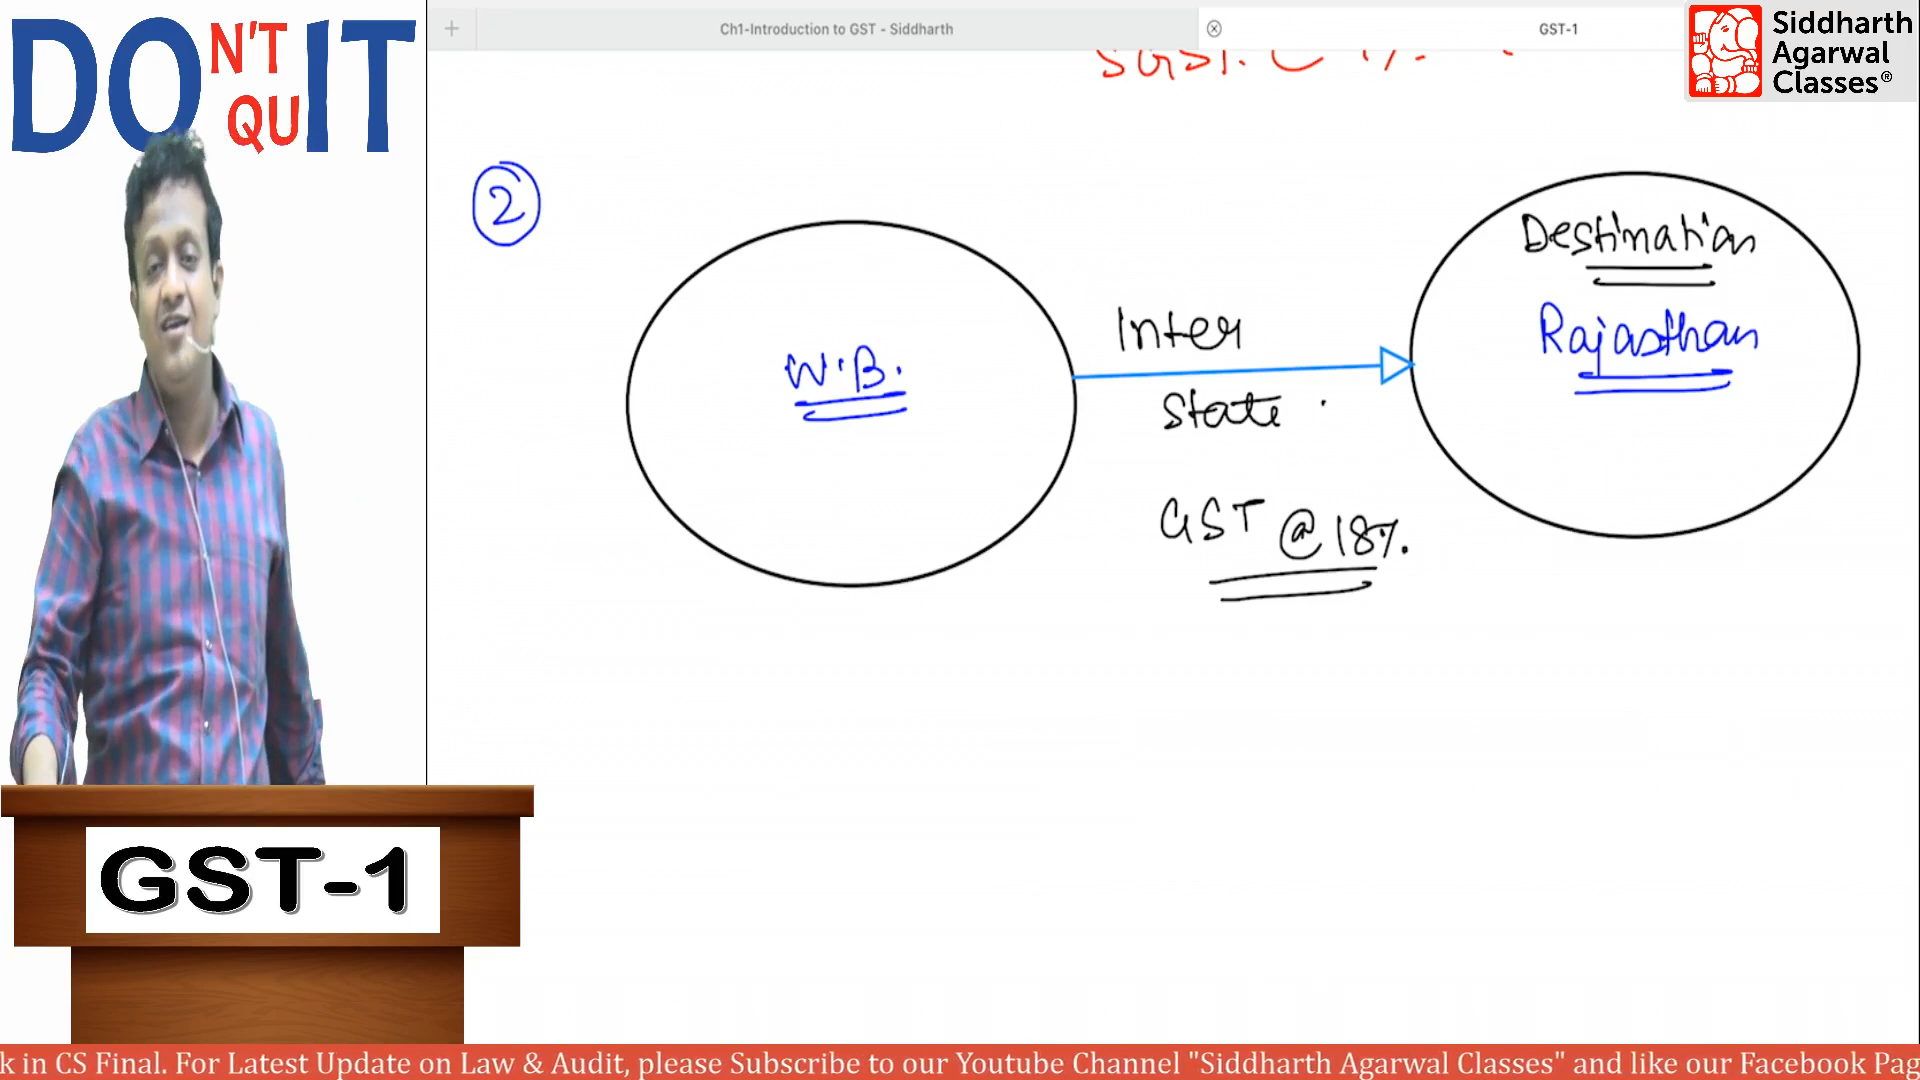 DON'T QUIT
Ch1-Introduction to GST - Siddharth
GST-1
Siddharth
Agarwal
Classes®
SGST. @ 9%.
2
W.B.
Inter
State.
GST @ 18%.
Destination
Rajasthan
GST-1
k in CS Final. For Latest Update on Law & Audit, please Subscribe to our Youtube Channel "Siddharth Agarwal Classes" and like our Facebook Pag